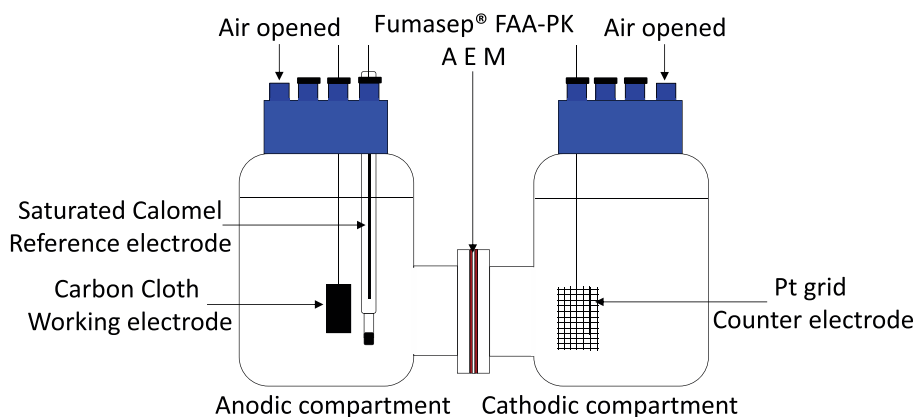 Air opened
Fumasep® FAA-PK
A E M
Air opened
Saturated Calomel
Reference electrode
Carbon Cloth
Working electrode
Pt grid
Counter electrode
Anodic compartment
Cathodic compartment